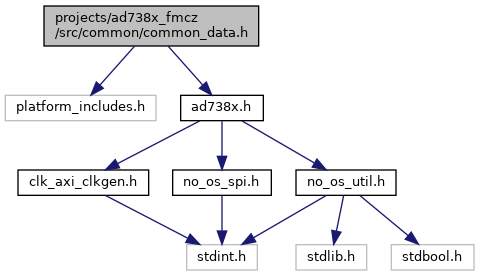 projects/ad738x_fmcz
/src/common/common_data.h
platform_includes.h
ad738x.h
clk_axi_clkgen.h
no_os_spi.h
no_os_util.h
stdint.h
stdlib.h
stdbool.h